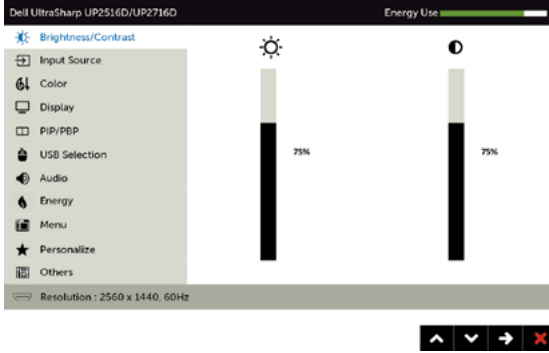 Dell UltraSharp UP2516D/UP2716D
Energy Use
Brightness/Contrast
Input Source
Color
Display
PIP/PBP
USB Selection
Audio
Energy
Menu
Personalize
Others
75%
75%
Resolution : 2560 x 1440, 60Hz